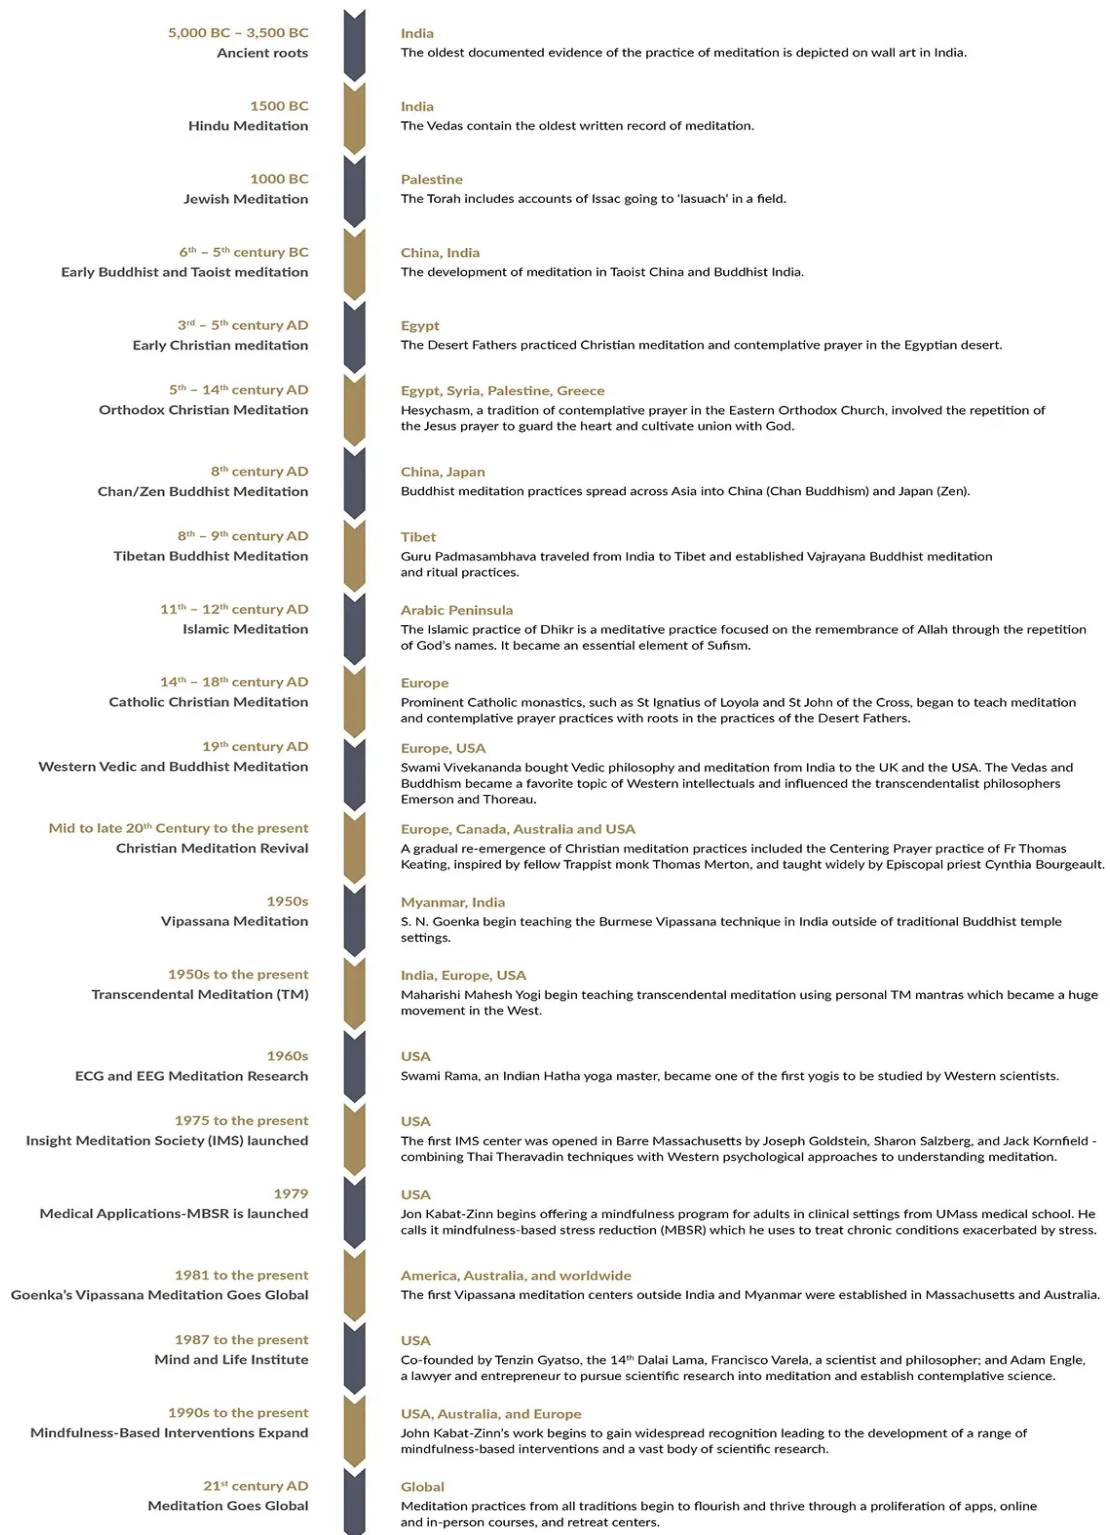 5,000 BC – 3,500 BC
Ancient roots
India
The oldest documented evidence of the practice of meditation is depicted on wall art in India.
1500 BC
Hindu Meditation
India
The Vedas contain the oldest written record of meditation.
1000 BC
Jewish Meditation
Palestine
The Torah includes accounts of Issac going to 'lasuach' in a field.
6th – 5th century BC
Early Buddhist and Taoist meditation
China, India
The development of meditation in Taoist China and Buddhist India.
3rd – 5th century AD
Early Christian meditation
Egypt
The Desert Fathers practiced Christian meditation and contemplative prayer in the Egyptian desert.
5th – 14th century AD
Orthodox Christian Meditation
Egypt, Syria, Palestine, Greece
Hesychasm, a tradition of contemplative prayer in the Eastern Orthodox Church, involved the repetition of
the Jesus prayer to guard the heart and cultivate union with God.
8th century AD
Chan/Zen Buddhist Meditation
China, Japan
Buddhist meditation practices spread across Asia into China (Chan Buddhism) and Japan (Zen).
8th – 9th century AD
Tibetan Buddhist Meditation
Tibet
Guru Padmasambhava traveled from India to Tibet and established Vajrayana Buddhist meditation
and ritual practices.
11th – 12th century AD
Islamic Meditation
Arabic Peninsula
The Islamic practice of Dhikr is a meditative practice focused on the remembrance of Allah through the repetition
of God's names. It became an essential element of Sufism.
14th – 18th century AD
Catholic Christian Meditation
Europe
Prominent Catholic monastics, such as St Ignatius of Loyola and St John of the Cross, began to teach meditation
and contemplative prayer practices with roots in the practices of the Desert Fathers.
19th century AD
Western Vedic and Buddhist Meditation
Europe, USA
Swami Vivekananda bought Vedic philosophy and meditation from India to the UK and the USA. The Vedas and
Buddhism became a favorite topic of Western intellectuals and influenced the transcendentalist philosophers
Emerson and Thoreau.
Mid to late 20th Century to the present
Christian Meditation Revival
Europe, Canada, Australia and USA
A gradual re-emergence of Christian meditation practices included the Centering Prayer practice of Fr Thomas
Keating, inspired by fellow Trappist monk Thomas Merton, and taught widely by Episcopal priest Cynthia Bourgeault.
1950s
Vipassana Meditation
Myanmar, India
S. N. Goenka begin teaching the Burmese Vipassana technique in India outside of traditional Buddhist temple
settings.
1950s to the present
Transcendental Meditation (TM)
India, Europe, USA
Maharishi Mahesh Yogi begin teaching transcendental meditation using personal TM mantras which became a huge
movement in the West.
1960s
ECG and EEG Meditation Research
USA
Swami Rama, an Indian Hatha yoga master, became one of the first yogis to be studied by Western scientists.
1975 to the present
Insight Meditation Society (IMS) launched
USA
The first IMS center was opened in Barre Massachusetts by Joseph Goldstein, Sharon Salzberg, and Jack Kornfield -
combining Thai Theravadin techniques with Western psychological approaches to understanding meditation.
1979
Medical Applications-MBSR is launched
USA
Jon Kabat-Zinn begins offering a mindfulness program for adults in clinical settings from UMass medical school. He
calls it mindfulness-based stress reduction (MBSR) which he uses to treat chronic conditions exacerbated by stress.
1981 to the present
Goenka's Vipassana Meditation Goes Global
America, Australia, and worldwide
The first Vipassana meditation centers outside India and Myanmar were established in Massachusetts and Australia.
1987 to the present
Mind and Life Institute
USA
Co-founded by Tenzin Gyatso, the 14th Dalai Lama, Francisco Varela, a scientist and philosopher; and Adam Engle,
a lawyer and entrepreneur to pursue scientific research into meditation and establish contemplative science.
1990s to the present
Mindfulness-Based Interventions Expand
USA, Australia, and Europe
John Kabat-Zinn's work begins to gain widespread recognition leading to the development of a range of
mindfulness-based interventions and a vast body of scientific research.
21st century AD
Meditation Goes Global
Global
Meditation practices from all traditions begin to flourish and thrive through a proliferation of apps, online
and in-person courses, and retreat centers.